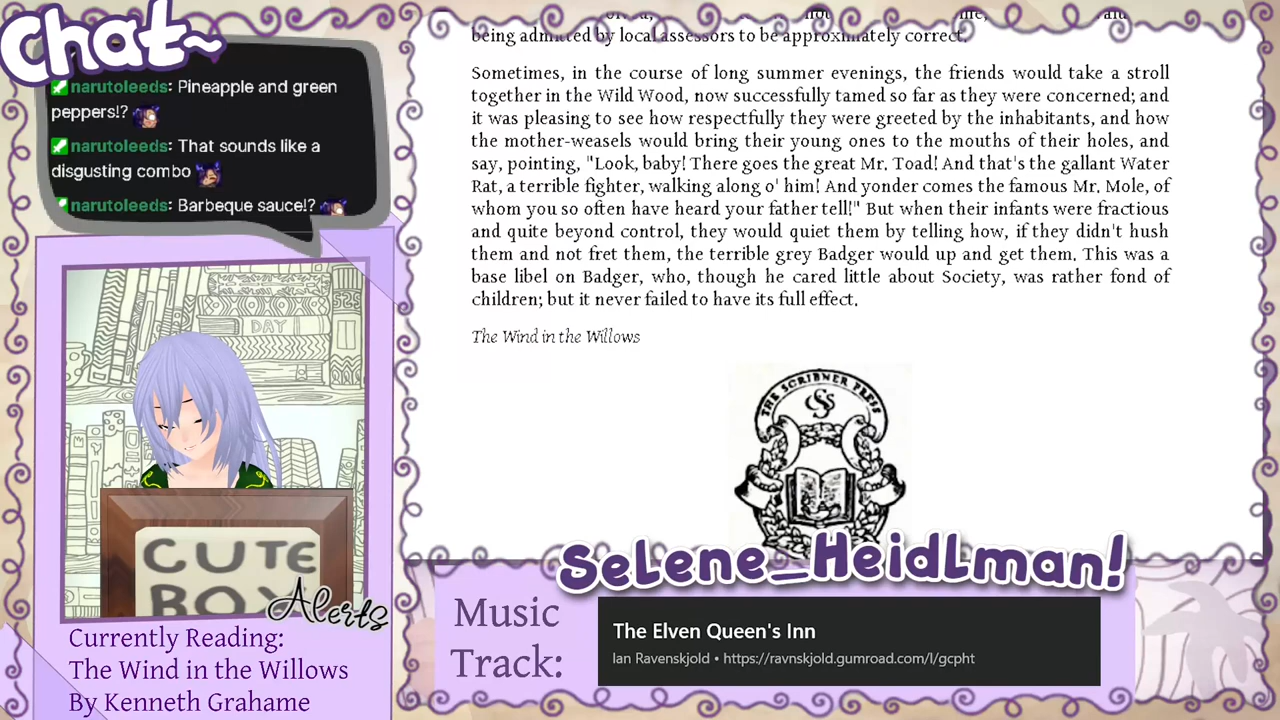 Chat~
narutoleeds: Pineapple and green
peppers!?
narutoleeds: That sounds like a
disgusting combo
narutoleeds: Barbeque sauce!?
DAY
CUTE
BOX
Alerts
Currently Reading:
The Wind in the Willows
By Kenneth Grahame
being admitted by local assessors to be approximately correct.
Sometimes, in the course of long summer evenings, the friends would take a stroll
together in the Wild Wood, now successfully tamed so far as they were concerned; and
it was pleasing to see how respectfully they were greeted by the inhabitants, and how
the mother-weasels would bring their young ones to the mouths of their holes, and
say, pointing, "Look, baby! There goes the great Mr. Toad! And that's the gallant Water
Rat, a terrible fighter, walking along o' him! And yonder comes the famous Mr. Mole, of
whom you so often have heard your father tell!" But when their infants were fractious
and quite beyond control, they would quiet them by telling how, if they didn't hush
them and not fret them, the terrible grey Badger would up and get them. This was a
base libel on Badger, who, though he cared little about Society, was rather fond of
children; but it never failed to have its full effect.
The Wind in the Willows
THE SCRIBNER PRESS
CSS
Selene_Heidlman!
Music
Track:
The Elven Queen's Inn
Ian Ravenskjold • https://ravnskjold.gumroad.com/l/gcpht